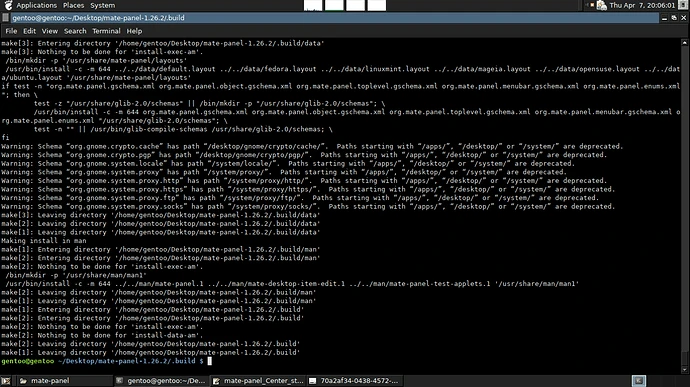 Applications Places System
Thu Apr 7, 20:06:01
gentoo@gentoo:~/Desktop/mate-panel-1.26.2/.build
File Edit View Search Terminal Help
make[3]: Entering directory '/home/gentoo/Desktop/mate-panel-1.26.2/.build/data'
make[3]: Nothing to be done for 'install-exec-am'.
/bin/mkdir -p '/usr/share/mate-panel/layouts'
/usr/bin/install -c -m 644 ../../data/default.layout ../../data/fedora.layout ../../data/linuxmint.layout ../../data/mageia.layout ../../data/opensuse.layout ../../dat
a/ubuntu.layout '/usr/share/mate-panel/layouts'
if test -n "org.mate.panel.gschema.xml org.mate.panel.object.gschema.xml org.mate.panel.toplevel.gschema.xml org.mate.panel.menubar.gschema.xml org.mate.panel.enums.xml
"; then \
test -z "/usr/share/glib-2.0/schemas" || /bin/mkdir -p "/usr/share/glib-2.0/schemas"; \
/usr/bin/install -c -m 644 org.mate.panel.gschema.xml org.mate.panel.object.gschema.xml org.mate.panel.toplevel.gschema.xml org.mate.panel.menubar.gschema.xml o
rg.mate.panel.enums.xml "/usr/share/glib-2.0/schemas"; \
test -n "" || /usr/bin/glib-compile-schemas /usr/share/glib-2.0/schemas; \
fi
Warning: Schema “org.gnome.crypto.cache” has path “/desktop/gnome/crypto/cache/”.  Paths starting with “/apps/”, “/desktop/” or “/system/” are deprecated.
Warning: Schema “org.gnome.crypto.pgp” has path “/desktop/gnome/crypto/pgp/”.  Paths starting with “/apps/”, “/desktop/” or “/system/” are deprecated.
Warning: Schema “org.gnome.system.locale” has path “/system/locale/”.  Paths starting with “/apps/”, “/desktop/” or “/system/” are deprecated.
Warning: Schema “org.gnome.system.proxy” has path “/system/proxy/”.  Paths starting with “/apps/”, “/desktop/” or “/system/” are deprecated.
Warning: Schema “org.gnome.system.proxy.http” has path “/system/proxy/http/”.  Paths starting with “/apps/”, “/desktop/” or “/system/” are deprecated.
Warning: Schema “org.gnome.system.proxy.https” has path “/system/proxy/https/”.  Paths starting with “/apps/”, “/desktop/” or “/system/” are deprecated.
Warning: Schema “org.gnome.system.proxy.ftp” has path “/system/proxy/ftp/”.  Paths starting with “/apps/”, “/desktop/” or “/system/” are deprecated.
Warning: Schema “org.gnome.system.proxy.socks” has path “/system/proxy/socks/”.  Paths starting with “/apps/”, “/desktop/” or “/system/” are deprecated.
make[3]: Leaving directory '/home/gentoo/Desktop/mate-panel-1.26.2/.build/data'
make[2]: Leaving directory '/home/gentoo/Desktop/mate-panel-1.26.2/.build/data'
make[1]: Leaving directory '/home/gentoo/Desktop/mate-panel-1.26.2/.build/data'
Making install in man
make[1]: Entering directory '/home/gentoo/Desktop/mate-panel-1.26.2/.build/man'
make[2]: Entering directory '/home/gentoo/Desktop/mate-panel-1.26.2/.build/man'
make[2]: Nothing to be done for 'install-exec-am'.
/bin/mkdir -p '/usr/share/man/man1'
/usr/bin/install -c -m 644 ../../man/mate-panel.1 ../../man/mate-desktop-item-edit.1 ../../man/mate-panel-test-applets.1 '/usr/share/man/man1'
make[2]: Leaving directory '/home/gentoo/Desktop/mate-panel-1.26.2/.build/man'
make[1]: Leaving directory '/home/gentoo/Desktop/mate-panel-1.26.2/.build/man'
make[1]: Entering directory '/home/gentoo/Desktop/mate-panel-1.26.2/.build'
make[2]: Entering directory '/home/gentoo/Desktop/mate-panel-1.26.2/.build'
make[2]: Nothing to be done for 'install-exec-am'.
make[2]: Nothing to be done for 'install-data-am'.
make[2]: Leaving directory '/home/gentoo/Desktop/mate-panel-1.26.2/.build'
make[1]: Leaving directory '/home/gentoo/Desktop/mate-panel-1.26.2/.build'
gentoo@gentoo ~/Desktop/mate-panel-1.26.2/.build $
mate-panel
gentoo@gentoo:~/De...
mate-panel_Center_st...
70a2af34-0438-4572-...